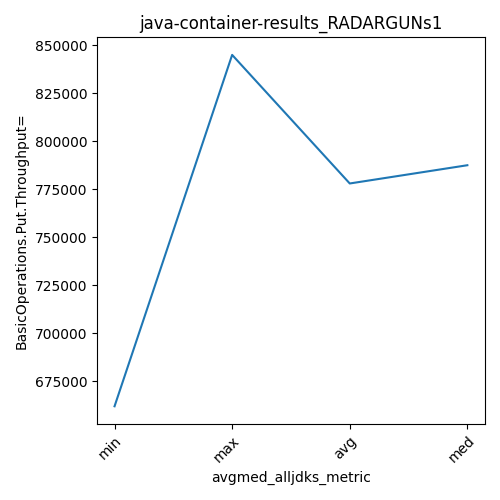 java-container-results_RADARGUNs1
BasicOperations.Put.Throughput=
850000
825000
800000
775000
750000
725000
700000
675000
min
max
avg
med
avgmed_alljdks_metric